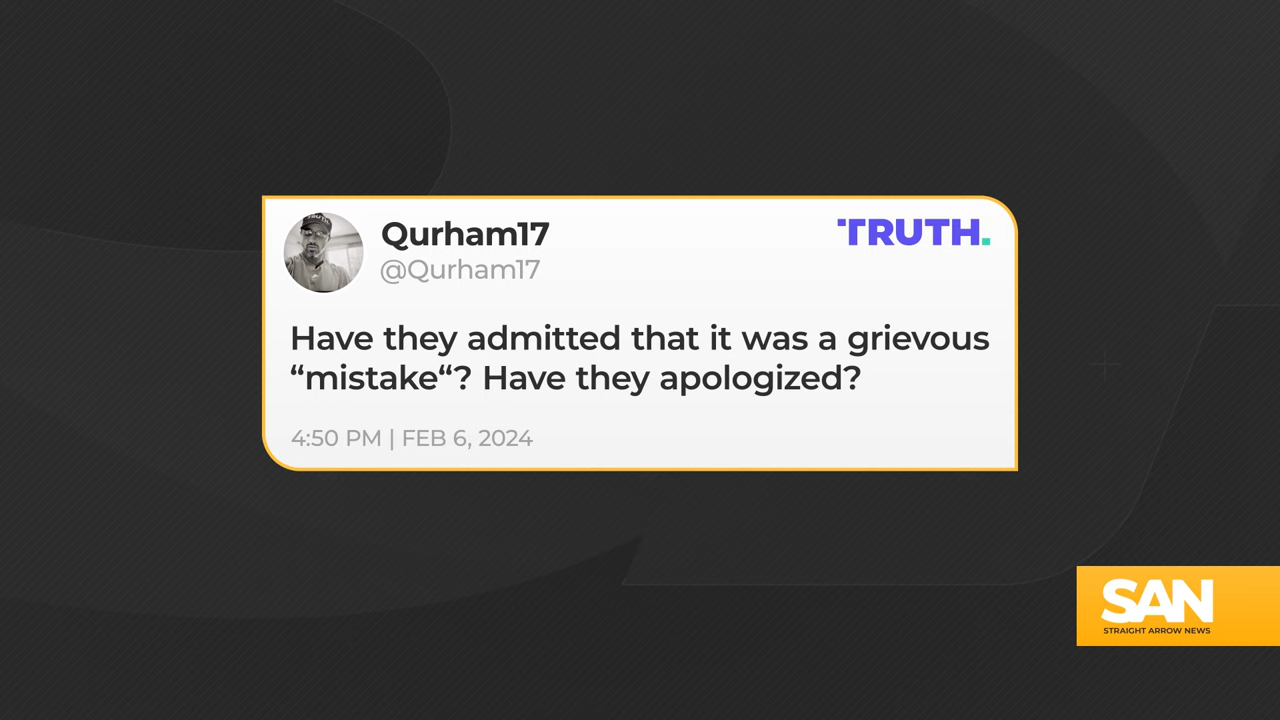 Qurham17
TRUTH.
@Qurham17
Have they admitted that it was a grievous
“mistake“? Have they apologized?
4:50 PM | FEB 6, 2024
SAN
STRAIGHT ARROW NEWS